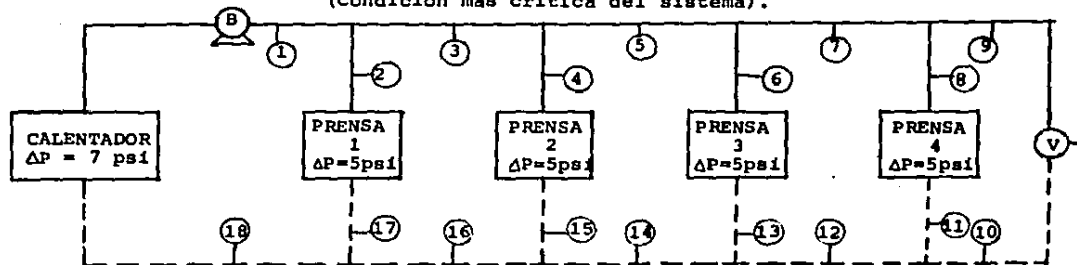 (Condición más crítica del sistema).
B
1
2
3
4
5
6
7
8
9
CALENTADOR
ΔP = 7 psi
PRENSA
1
ΔP=5psi
PRENSA
2
ΔP=5psi
PRENSA
3
ΔP=5psi
PRENSA
4
ΔP=5psi
V
18
17
16
15
14
13
12
11
10